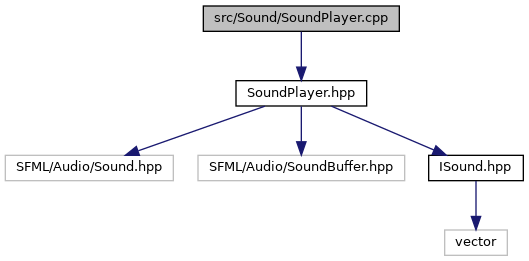 src/Sound/SoundPlayer.cpp
SoundPlayer.hpp
SFML/Audio/Sound.hpp
SFML/Audio/SoundBuffer.hpp
ISound.hpp
vector